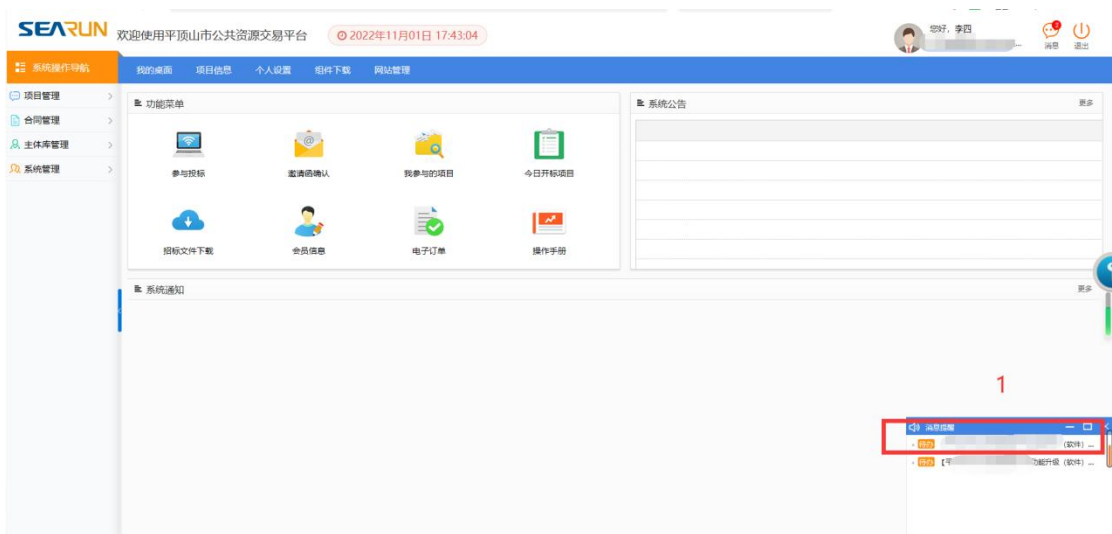 SEARUN 欢迎使用平顶山市公共资源交易平台 2022年11月01日 17:43:04 您好，李四 2 消息 退出
系统操作导航 我的桌面 项目信息 个人设置 组件下载 网站管理
项目管理
合同管理
主体库管理
系统管理
功能菜单
参与投标 邀请函确认 我参与的项目 今日开标项目
招标文件下载 会员信息 电子订单 操作手册
系统公告 更多
系统通知 更多
1
消息提醒
待办 （软件）...
待办 【平 功能升级（软件）...